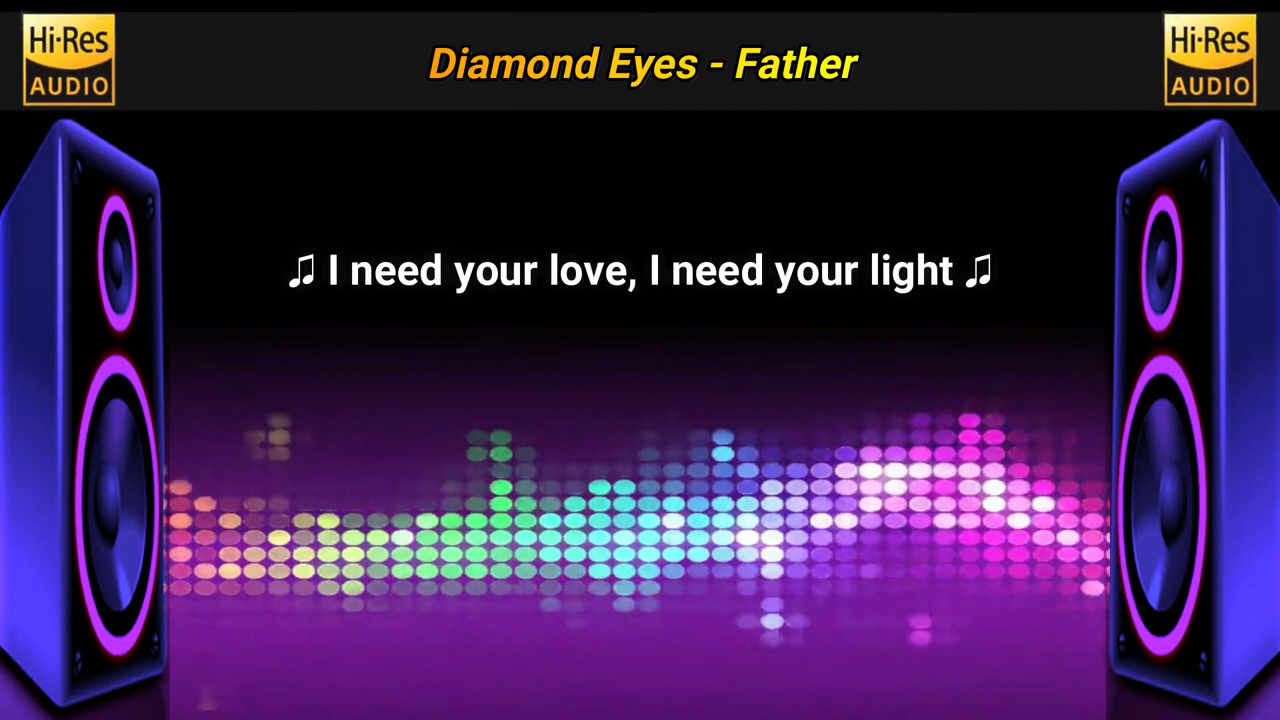 Hi-Res
AUDIO
Diamond Eyes - Father
Hi-Res
AUDIO
♫ I need your love, I need your light ♫